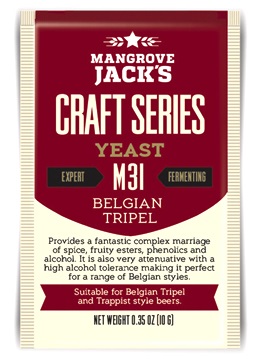 MANGROVE
JACK'S
CRAFT SERIES
YEAST
EXPERT M31 FERMENTING
BELGIAN
TRIPEL
Provides a fantastic complex marriage
of spice, fruity esters, phenolics and
alcohol. It is also very attenuative with a
high alcohol tolerance making it perfect
for a range of Belgian styles.
Suitable for Belgian Tripel
and Trappist style beers.
NET WEIGHT 0.35 OZ (10 G)